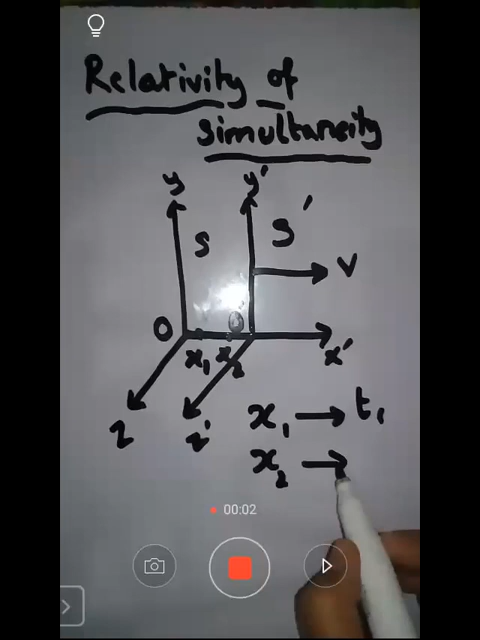 Relativity of
simultaneity
y y'
S S'
v
O O
x₁ x₂ x'
z z'
x₁ → t₁
x₂ →
00:02